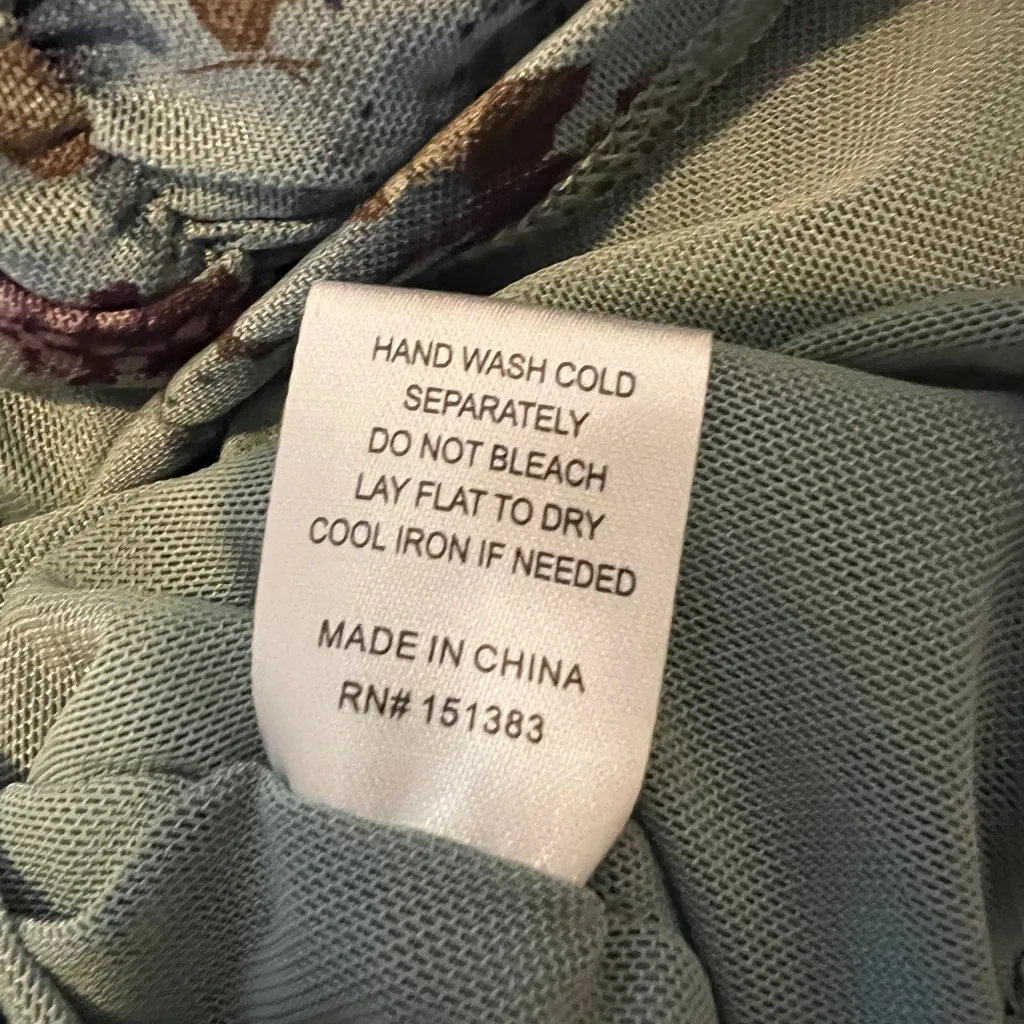 HAND WASH COLD
SEPARATELY
DO NOT BLEACH
LAY FLAT TO DRY
COOL IRON IF NEEDED
MADE IN CHINA
RN# 151383